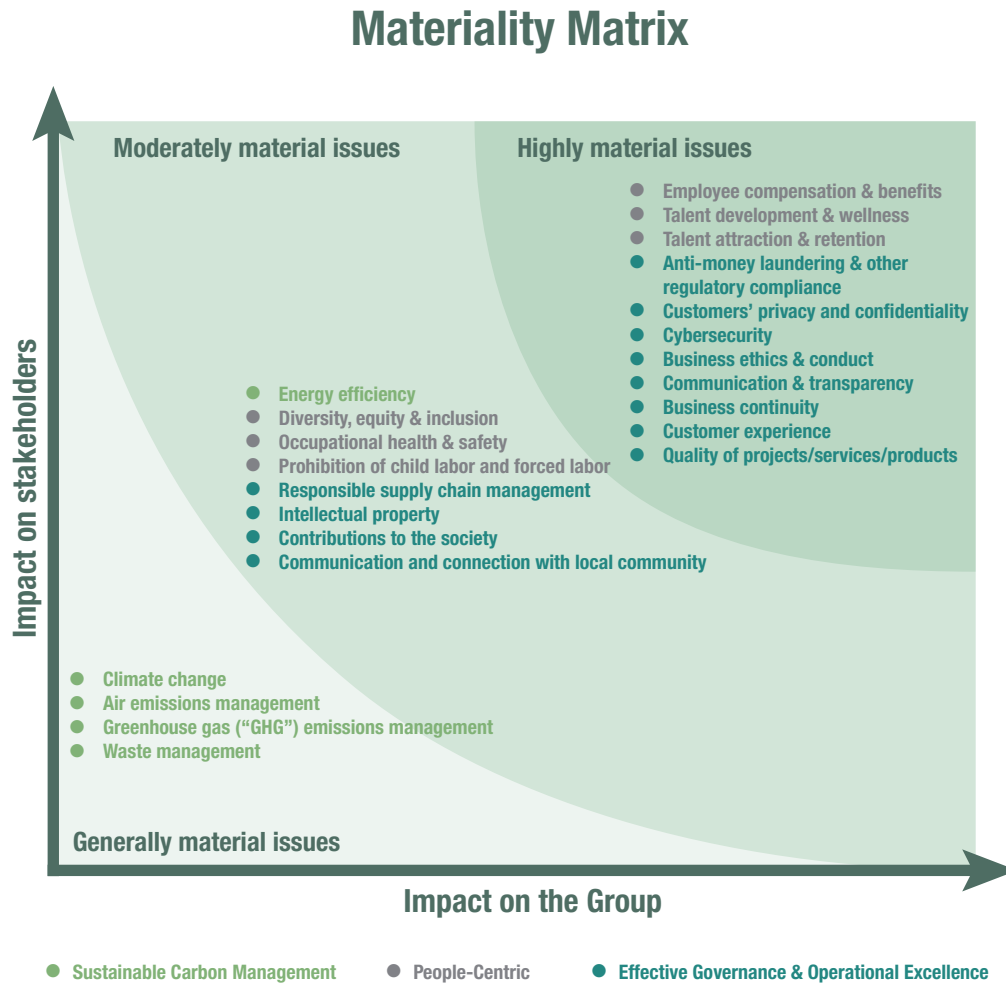 Materiality Matrix
Moderately material issues
Highly material issues
Employee compensation & benefits
Talent development & wellness
Talent attraction & retention
Anti-money laundering & other
regulatory compliance
Customers’ privacy and confidentiality
Cybersecurity
Business ethics & conduct
Communication & transparency
Business continuity
Customer experience
Quality of projects/services/products
Impact on stakeholders
Energy efficiency
Diversity, equity & inclusion
Occupational health & safety
Prohibition of child labor and forced labor
Responsible supply chain management
Intellectual property
Contributions to the society
Communication and connection with local community
Climate change
Air emissions management
Greenhouse gas (“GHG”) emissions management
Waste management
Generally material issues
Impact on the Group
Sustainable Carbon Management
People-Centric
Effective Governance & Operational Excellence